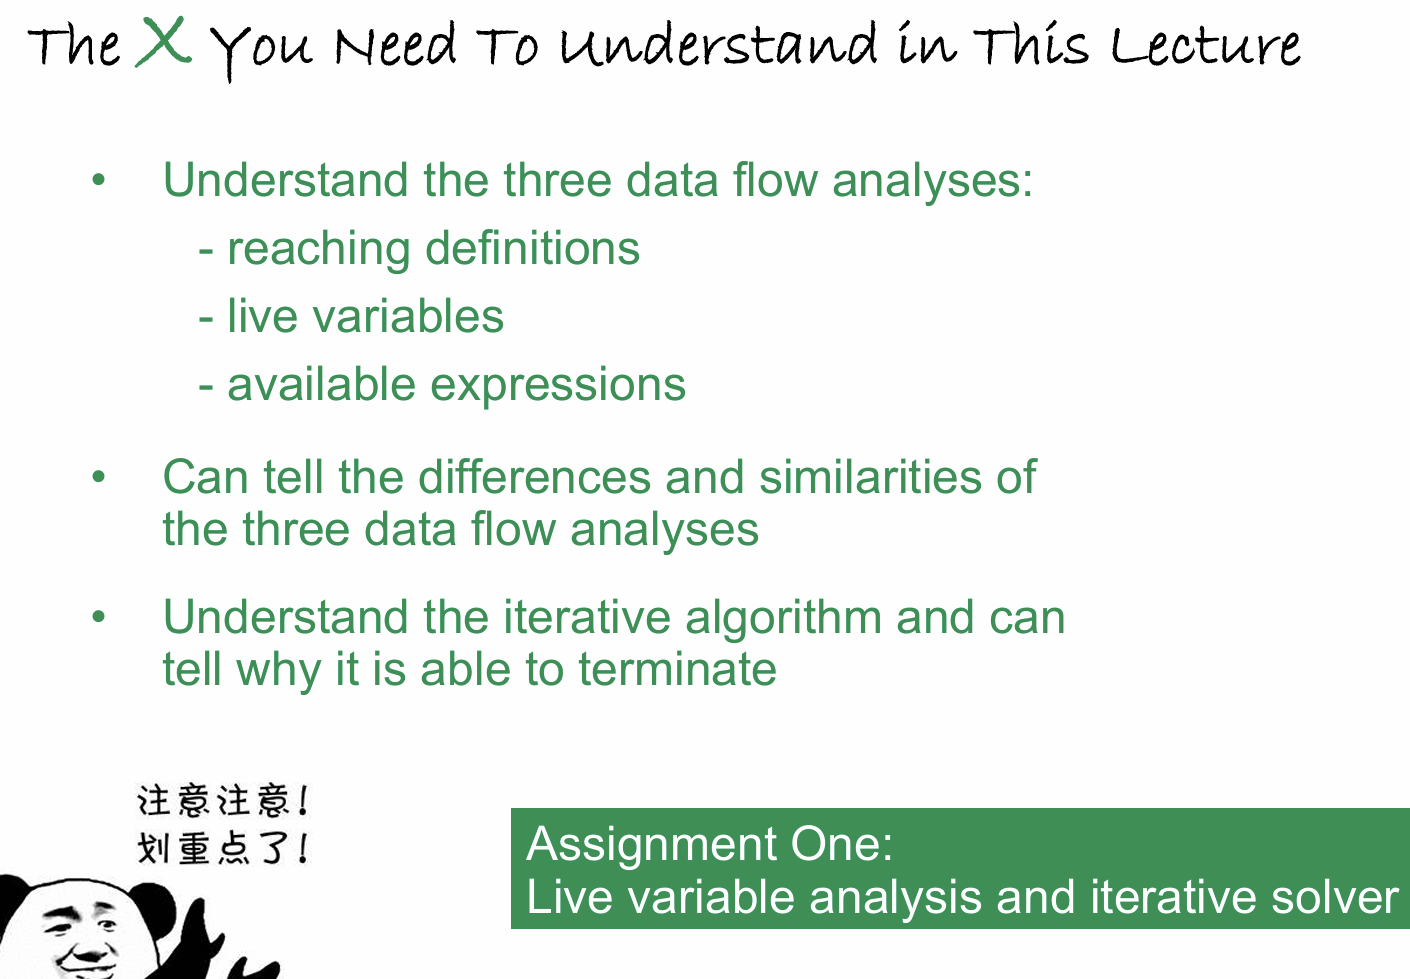 The X You Need To Understand in This Lecture
• Understand the three data flow analyses:
- reaching definitions
- live variables
- available expressions
• Can tell the differences and similarities of
the three data flow analyses
• Understand the iterative algorithm and can
tell why it is able to terminate
注意注意!
划重点了!
Assignment One:
Live variable analysis and iterative solver